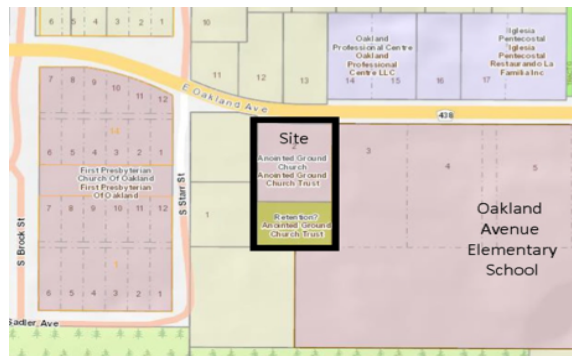 6 5 4 3 2 1
10
Oakland
Professional Centre
Oakland
Professional
Centre LLC
Iglesia
Pentecostal
Iglesia
Pentecostal
Restaurando La
Familia Inc
11 12 13 14 15 16 17
E Oakland Ave
438
7 8 9 10 11 12
6 5 4 3 2 1
First Presbyterian
Church Of Oakland
First Presbyterian
Of Oakland
7 8 9 10 11 12
6 5 4 3 2 1
S Brock St
S Starr St
Sadler Ave
Site
2
Anointed Ground
Church
Anointed Ground
Church Trust
Retention?
Anointed Ground
Church Trust
1
3
4
5
Oakland
Avenue
Elementary
School